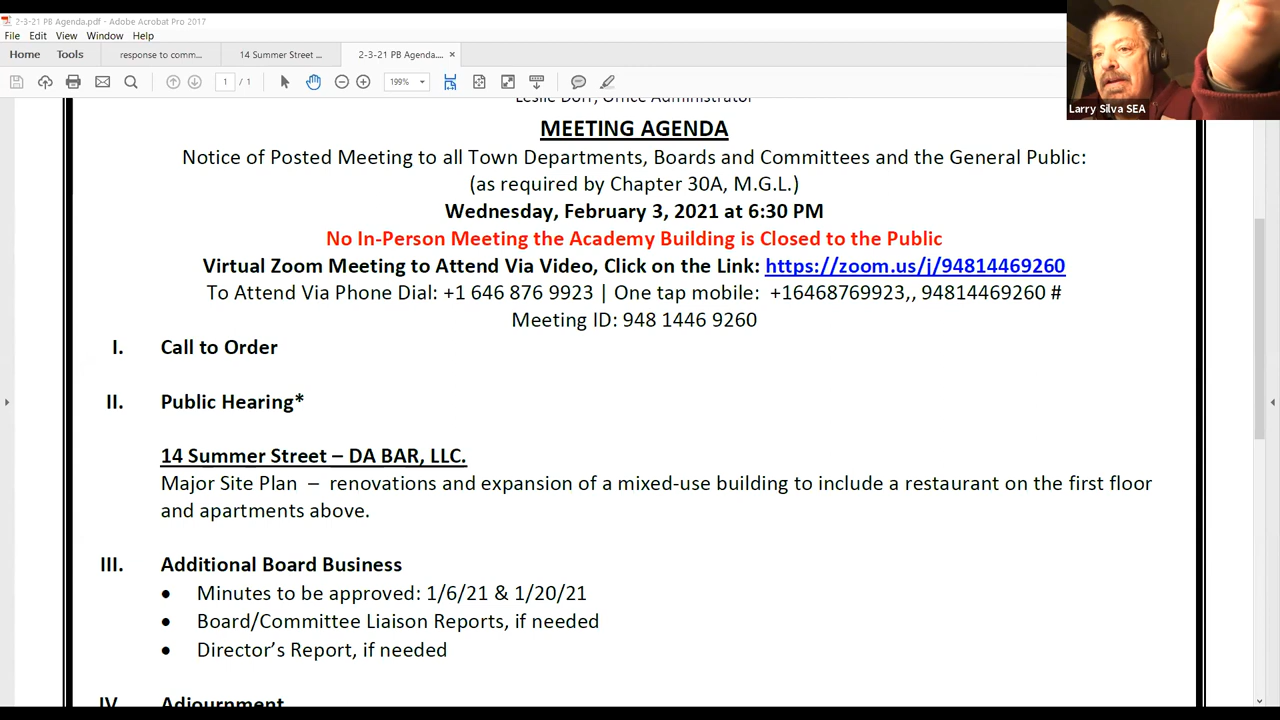 2-3-21 PB Agenda.pdf - Adobe Acrobat Pro 2017
File Edit View Window Help
Home Tools response to comm... 14 Summer Street ... 2-3-21 PB Agenda.... ×
1 / 1 199%
Larry Silva SEA
Leslie Dorr, Office Administrator
MEETING AGENDA
Notice of Posted Meeting to all Town Departments, Boards and Committees and the General Public:
(as required by Chapter 30A, M.G.L.)
Wednesday, February 3, 2021 at 6:30 PM
No In-Person Meeting the Academy Building is Closed to the Public
Virtual Zoom Meeting to Attend Via Video, Click on the Link: https://zoom.us/j/94814469260
To Attend Via Phone Dial: +1 646 876 9923 | One tap mobile: +16468769923,, 94814469260 #
Meeting ID: 948 1446 9260
I. Call to Order
II. Public Hearing*
14 Summer Street – DA BAR, LLC.
Major Site Plan – renovations and expansion of a mixed-use building to include a restaurant on the first floor
and apartments above.
III. Additional Board Business
• Minutes to be approved: 1/6/21 & 1/20/21
• Board/Committee Liaison Reports, if needed
• Director's Report, if needed
IV. Adjournment